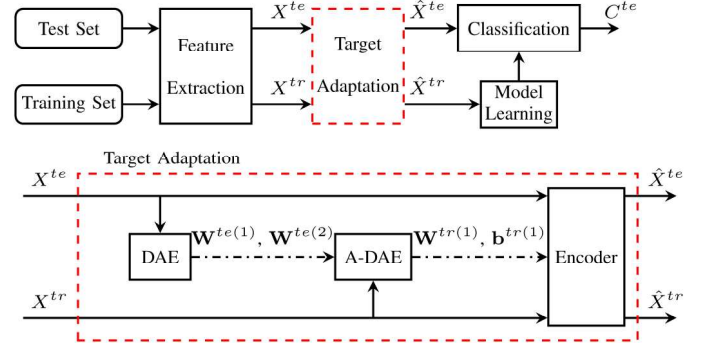 X^{te} X̂^{te} C^{te}
Test Set
Feature
Extraction
Target
Adaptation
Classification
Training Set
X^{tr} X̂^{tr}
Model
Learning
Target Adaptation
X^{te} X̂^{te}
W^{te(1)}, W^{te(2)} W^{tr(1)}, b^{tr(1)}
DAE A-DAE Encoder
X^{tr} X̂^{tr}